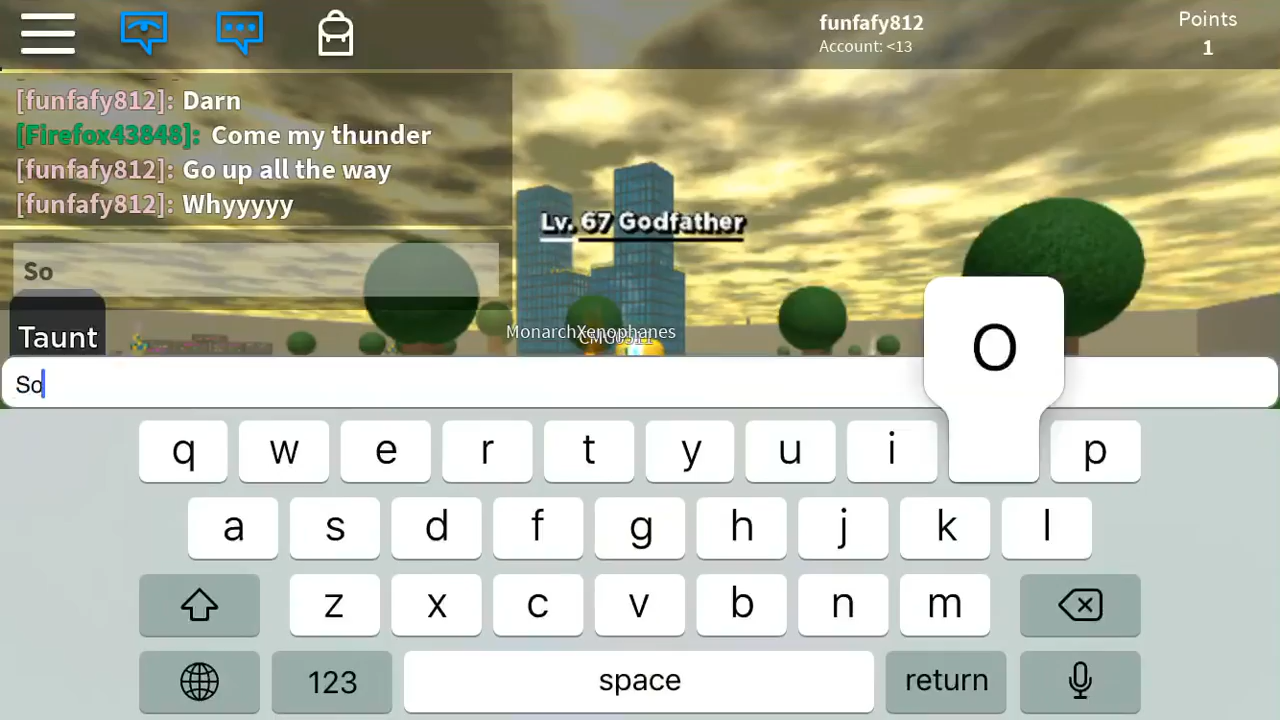 funfafy812
Account: <13
Points
1
[funfafy812]: Darn
[Firefox43848]: Come my thunder
[funfafy812]: Go up all the way
[funfafy812]: Whyyyyy
Lv. 67 Godfather
So
MonarchXenophanes
Taunt
So
O
q w e r t y u i p
a s d f g h j k l
z x c v b n m
123 space return